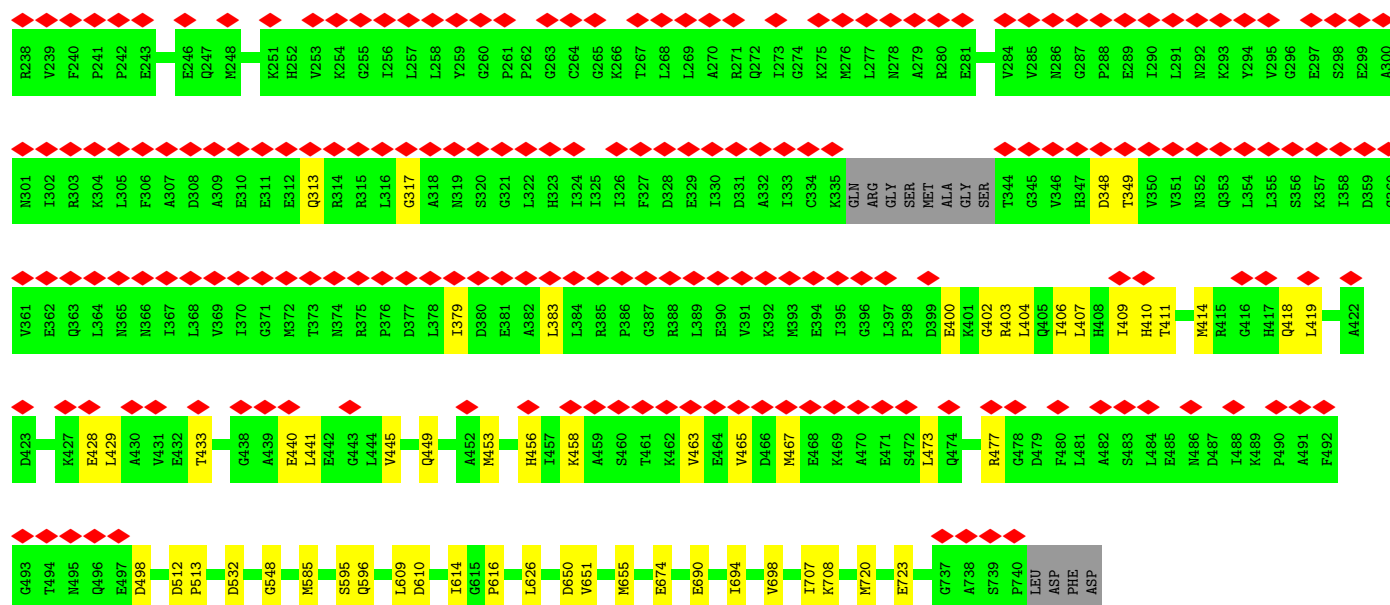 R238 V239 F240 P241 P242 E243 E246 Q247 M248 K251 H252 V253 K254 G255 I256 L257 L258 Y259 G260 P261 P262 G263 C264 G265 K266 T267 L268 L269 A270 R271 Q272 I273 G274 K275 M276 L277 N278 A279 R280 E281 V284 V285 N286 G287 P288 E289 I290 L291 N292 K293 Y294 V295 G296 E297 S298 E299 A300
N301 I302 R303 K304 L305 F306 A307 D308 A309 E310 E311 E312 Q313 R314 R315 L316 G317 A318 N319 S320 G321 L322 H323 I324 I325 I326 F327 D328 E329 I330 D331 A332 I333 C334 K335 GLN ARG GLY SER MET ALA GLY SER T344 G345 V346 H347 D348 T349 V350 V351 N352 Q353 L354 L355 S356 K357 I358 D359
V361 E362 Q363 L364 N365 N366 I367 L368 V369 I370 G371 M372 T373 N374 R375 P376 D377 L378 I379 D380 E381 A382 L383 L384 R385 P386 G387 R388 L389 E390 V391 K392 M393 E394 I395 G396 L397 P398 D399 E400 K401 G402 R403 L404 Q405 I406 L407 H408 I409 H410 T411 M414 R415 G416 H417 Q418 L419 A422
D423 K427 E428 L429 A430 V431 E432 T433 G438 A439 E440 L441 E442 G443 L444 V445 Q449 A452 M453 H456 I457 K458 A459 S460 T461 K462 V463 E464 V465 D466 M467 E468 K469 A470 E471 S472 L473 Q474 R477 G478 D479 F480 L481 A482 S483 L484 E485 N486 D487 I488 K489 P490 A491 F492
G493 T494 N495 Q496 E497 D498 D512 P513 D532 G548 M585 S595 Q596 L609 D610 I614 G615 P616 L626 D650 V651 M655 E674 E690 I694 V698 I707 K708 M720 E723 G737 A738 S739 P740 LEU ASP PHE ASP